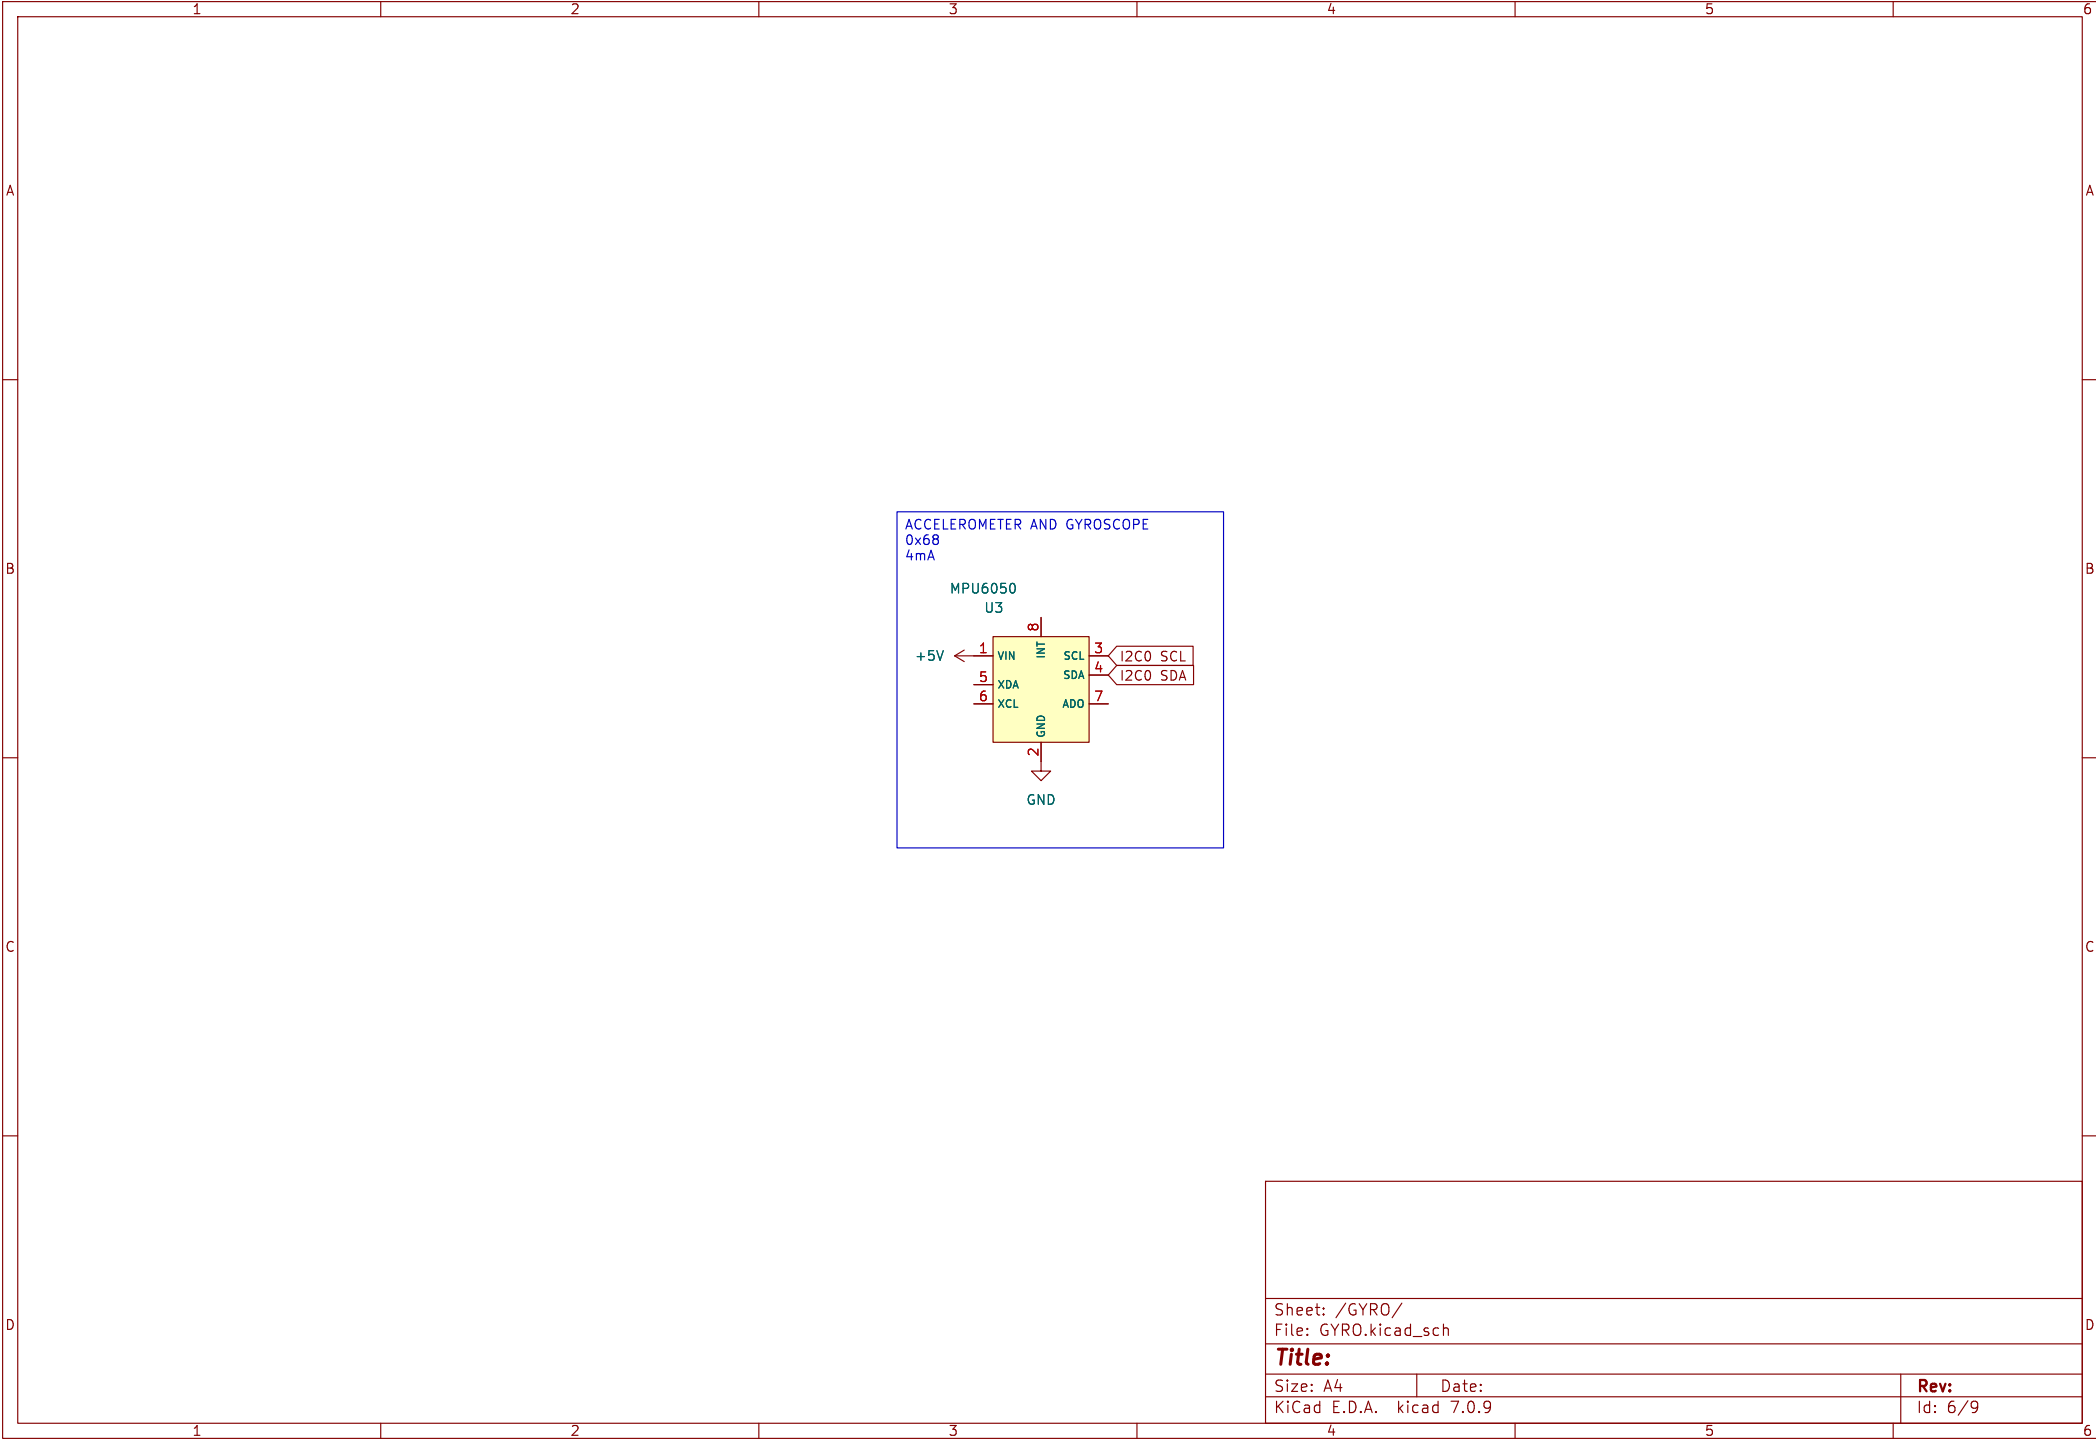 1 2 3 4 5 6
A A
ACCELEROMETER AND GYROSCOPE
0x68
4mA
B B
MPU6050
U3
8
INT
+5V 1 VIN SCL 3 I2C0 SCL
SDA 4 I2C0 SDA
5 XDA
6 XCL ADO 7
GND
2
GND
C C
Sheet: /GYRO/
File: GYRO.kicad_sch
D D
Title:
Size: A4 Date: Rev:
KiCad E.D.A. kicad 7.0.9 Id: 6/9
1 2 3 4 5 6